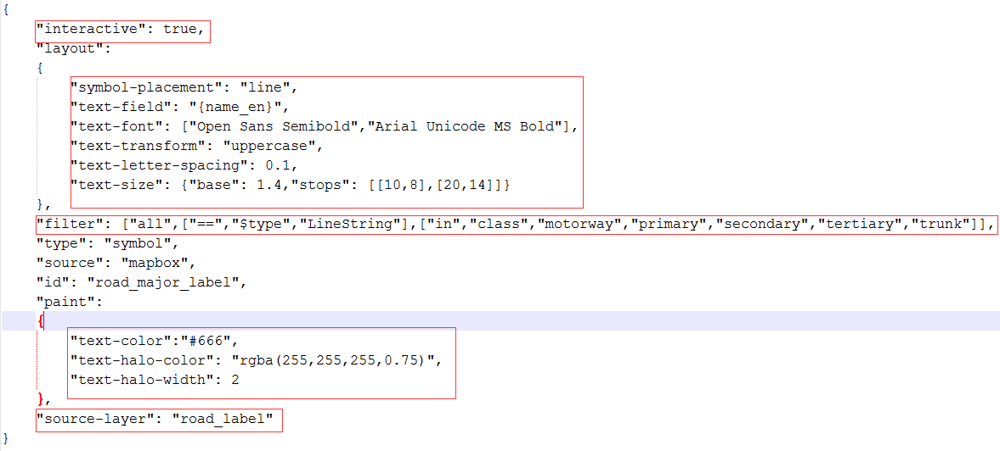 {
"interactive": true,
"layout":
{
"symbol-placement": "line",
"text-field": "{name_en}",
"text-font": ["Open Sans Semibold","Arial Unicode MS Bold"],
"text-transform": "uppercase",
"text-letter-spacing": 0.1,
"text-size": {"base": 1.4,"stops": [[10,8],[20,14]]}
},
"filter": ["all",["==","$type","LineString"],["in","class","motorway","primary","secondary","tertiary","trunk"]],
"type": "symbol",
"source": "mapbox",
"id": "road_major_label",
"paint":
{
"text-color":"#666",
"text-halo-color": "rgba(255,255,255,0.75)",
"text-halo-width": 2
},
"source-layer": "road_label"
}